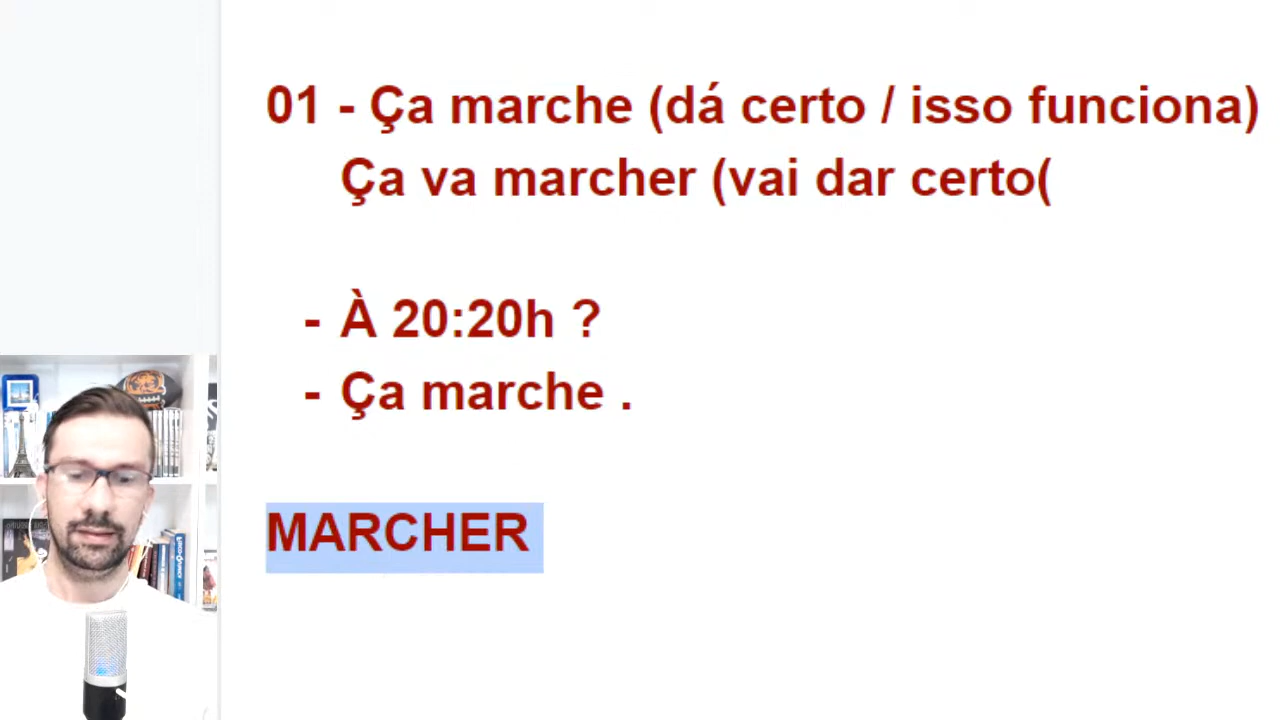 01 - Ça marche (dá certo / isso funciona)
Ça va marcher (vai dar certo(
- À 20:20h ?
- Ça marche .
MARCHER